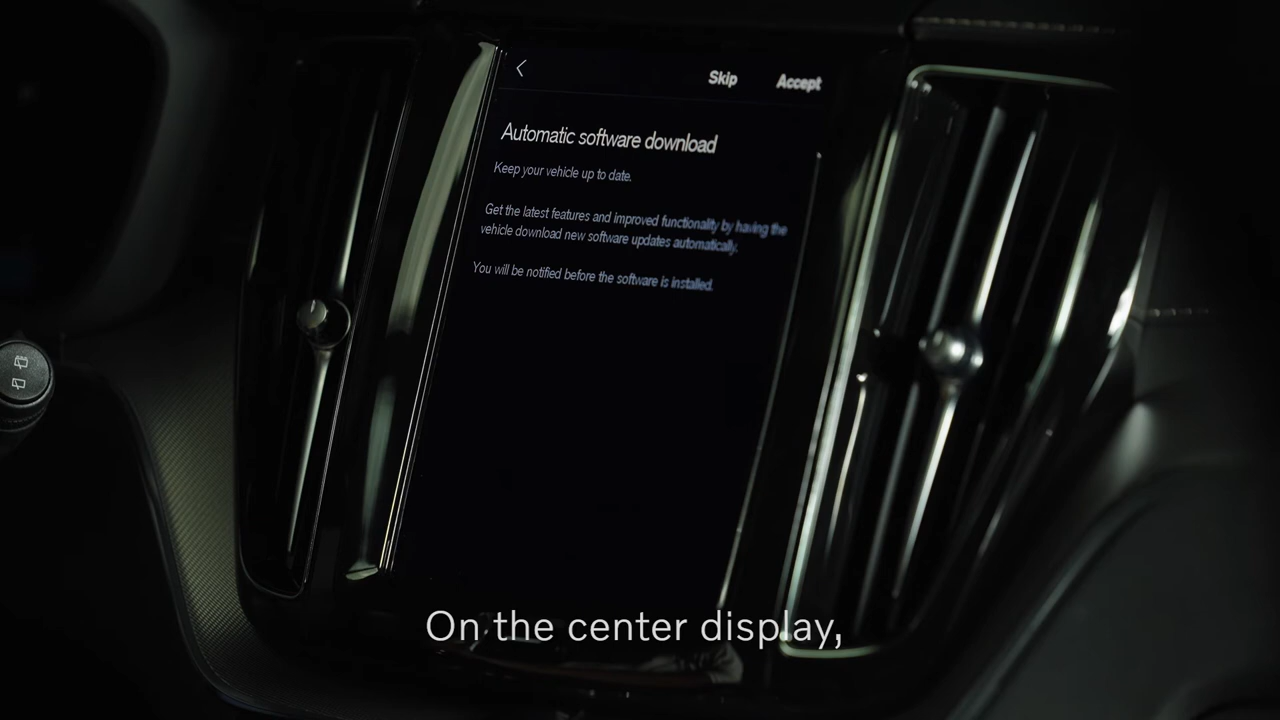 Skip Accept
Automatic software download
Keep your vehicle up to date.
Get the latest features and improved functionality by having the
vehicle download new software updates automatically.
You will be notified before the software is installed.
On the center display,